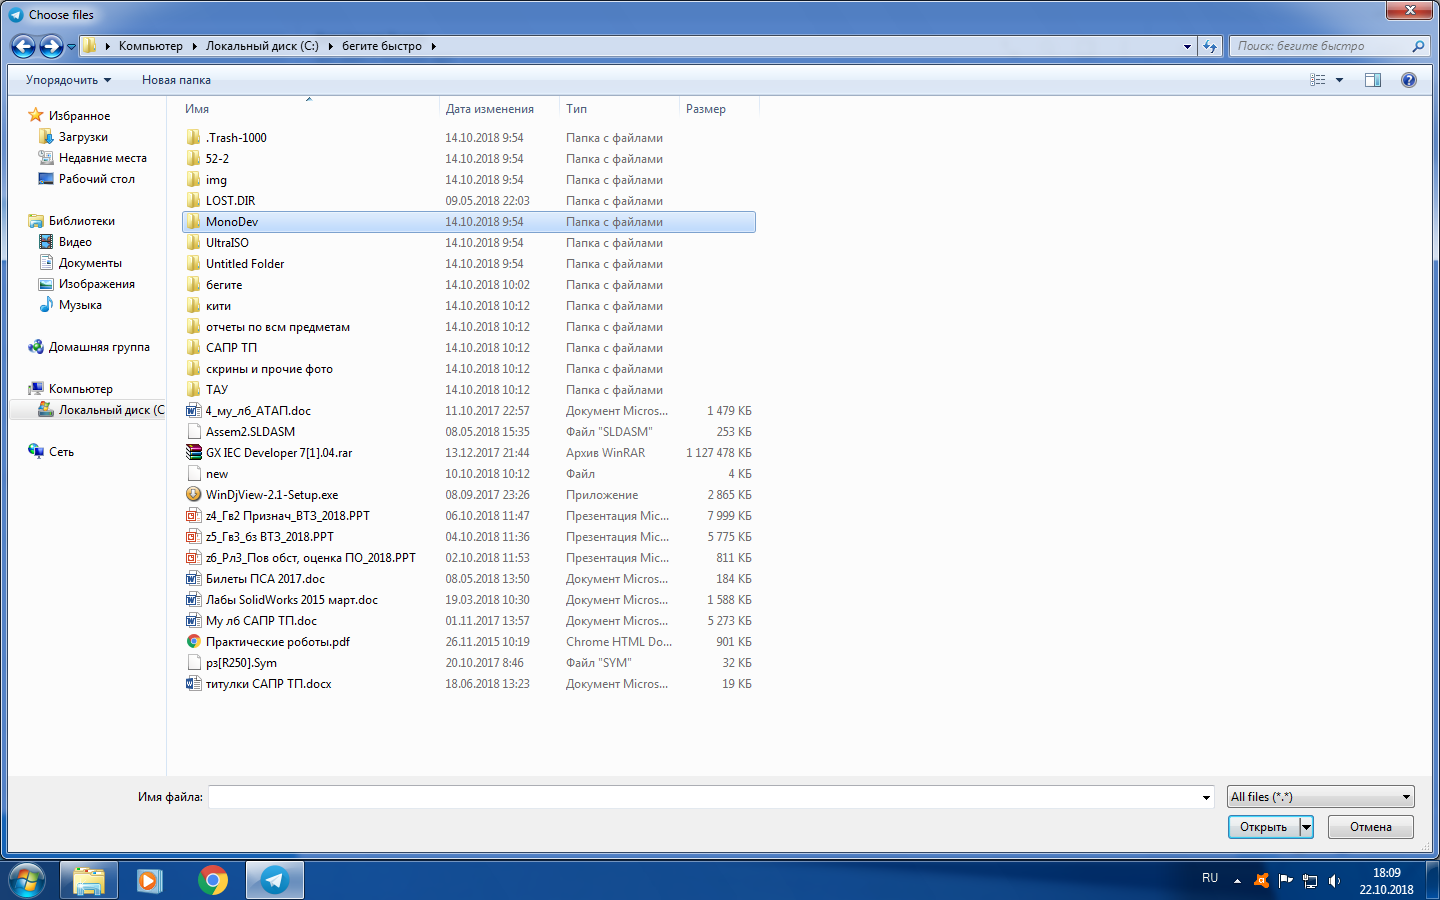 Choose files
Компьютер Локальный диск (C:) бегите быстро
Поиск: бегите быстро
Упорядочить Новая папка
Имя Дата изменения Тип Размер
Избранное
Загрузки
Недавние места
Рабочий стол
Библиотеки
Видео
Документы
Изображения
Музыка
Домашняя группа
Компьютер
Локальный диск (C
Сеть
.Trash-1000 14.10.2018 9:54 Папка с файлами
52-2 14.10.2018 9:54 Папка с файлами
img 14.10.2018 9:54 Папка с файлами
LOST.DIR 09.05.2018 22:03 Папка с файлами
MonoDev 14.10.2018 9:54 Папка с файлами
UltraISO 14.10.2018 9:54 Папка с файлами
Untitled Folder 14.10.2018 9:54 Папка с файлами
бегите 14.10.2018 10:02 Папка с файлами
кити 14.10.2018 10:12 Папка с файлами
отчеты по всм предметам 14.10.2018 10:12 Папка с файлами
САПР ТП 14.10.2018 10:12 Папка с файлами
скрины и прочие фото 14.10.2018 10:12 Папка с файлами
ТАУ 14.10.2018 10:12 Папка с файлами
4_му_лб_АТАП.doc 11.10.2017 22:57 Документ Micros... 1 479 КБ
Assem2.SLDASM 08.05.2018 15:35 Файл "SLDASM" 253 КБ
GX IEC Developer 7[1].04.rar 13.12.2017 21:44 Архив WinRAR 1 127 478 КБ
new 10.10.2018 10:12 Файл 4 КБ
WinDjView-2.1-Setup.exe 08.09.2017 23:26 Приложение 2 865 КБ
z4_Гв2 Признач_ВТЗ_2018.PPT 06.10.2018 11:47 Презентация Mic... 7 999 КБ
z5_Гв3_6з ВТЗ_2018.PPT 04.10.2018 11:36 Презентация Mic... 5 775 КБ
z6_Рл3_Пов обст, оценка ПО_2018.PPT 02.10.2018 11:53 Презентация Mic... 811 КБ
Билеты ПСА 2017.doc 08.05.2018 13:50 Документ Micros... 184 КБ
Лабы SolidWorks 2015 март.doc 19.03.2018 10:30 Документ Micros... 1 588 КБ
Му лб САПР ТП.doc 01.11.2017 13:57 Документ Micros... 5 273 КБ
Практические роботы.pdf 26.11.2015 10:19 Chrome HTML Do... 901 КБ
рз[R250].Sym 20.10.2017 8:46 Файл "SYM" 32 КБ
титулки САПР ТП.docx 18.06.2018 13:23 Документ Micros... 19 КБ
Имя файла: All files (*.*)
Открыть Отмена
RU 18:09
22.10.2018